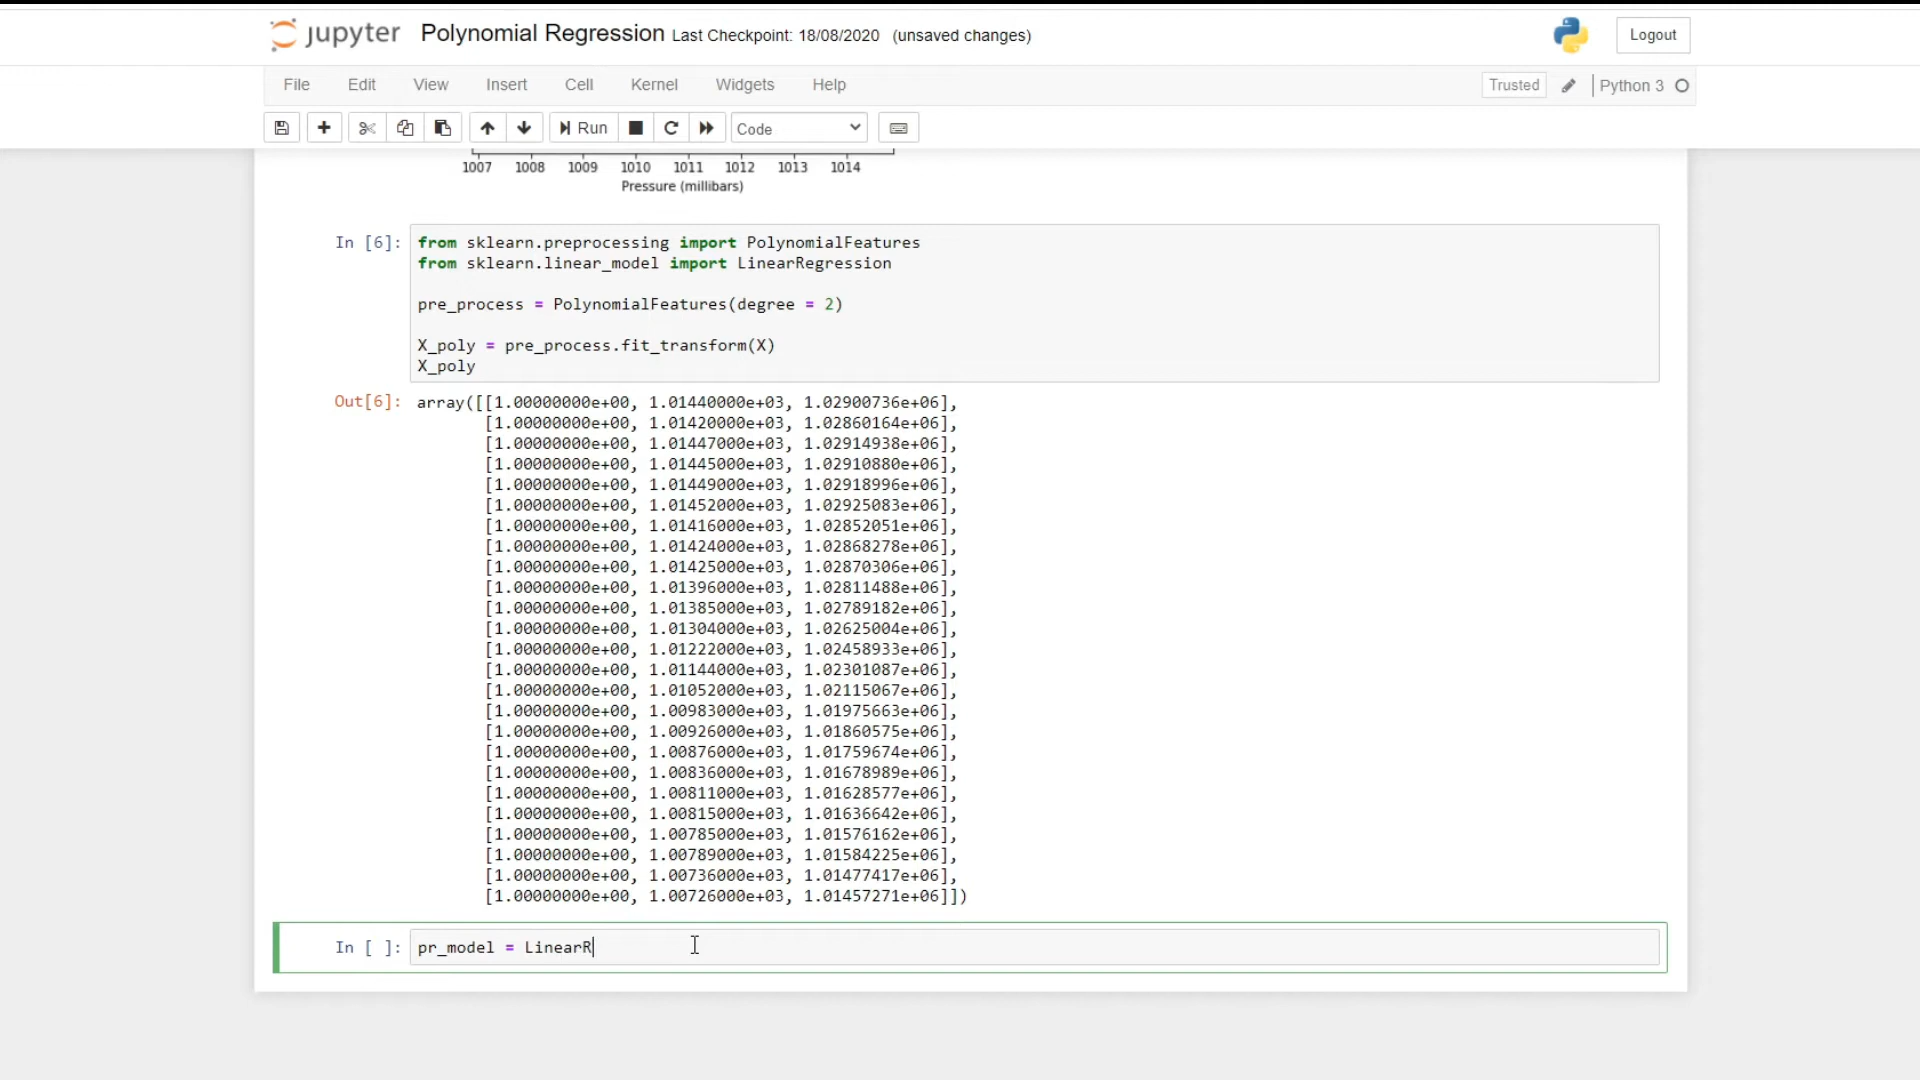 jupyter Polynomial Regression Last Checkpoint: 18/08/2020 (unsaved changes) Logout
File Edit View Insert Cell Kernel Widgets Help Trusted Python 3
Run Code
1007 1008 1009 1010 1011 1012 1013 1014
Pressure (millibars)
In [6]: from sklearn.preprocessing import PolynomialFeatures
from sklearn.linear_model import LinearRegression
pre_process = PolynomialFeatures(degree = 2)
X_poly = pre_process.fit_transform(X)
X_poly
Out[6]: array([[1.00000000e+00, 1.01440000e+03, 1.02900736e+06],
[1.00000000e+00, 1.01420000e+03, 1.02860164e+06],
[1.00000000e+00, 1.01447000e+03, 1.02914938e+06],
[1.00000000e+00, 1.01445000e+03, 1.02910880e+06],
[1.00000000e+00, 1.01449000e+03, 1.02918996e+06],
[1.00000000e+00, 1.01452000e+03, 1.02925083e+06],
[1.00000000e+00, 1.01416000e+03, 1.02852051e+06],
[1.00000000e+00, 1.01424000e+03, 1.02868278e+06],
[1.00000000e+00, 1.01425000e+03, 1.02870306e+06],
[1.00000000e+00, 1.01396000e+03, 1.02811488e+06],
[1.00000000e+00, 1.01385000e+03, 1.02789182e+06],
[1.00000000e+00, 1.01304000e+03, 1.02625004e+06],
[1.00000000e+00, 1.01222000e+03, 1.02458933e+06],
[1.00000000e+00, 1.01144000e+03, 1.02301087e+06],
[1.00000000e+00, 1.01052000e+03, 1.02115067e+06],
[1.00000000e+00, 1.00983000e+03, 1.01975663e+06],
[1.00000000e+00, 1.00926000e+03, 1.01860575e+06],
[1.00000000e+00, 1.00876000e+03, 1.01759674e+06],
[1.00000000e+00, 1.00836000e+03, 1.01678989e+06],
[1.00000000e+00, 1.00811000e+03, 1.01628577e+06],
[1.00000000e+00, 1.00815000e+03, 1.01636642e+06],
[1.00000000e+00, 1.00785000e+03, 1.01576162e+06],
[1.00000000e+00, 1.00789000e+03, 1.01584225e+06],
[1.00000000e+00, 1.00736000e+03, 1.01477417e+06],
[1.00000000e+00, 1.00726000e+03, 1.01457271e+06]])
In [ ]: pr_model = LinearR